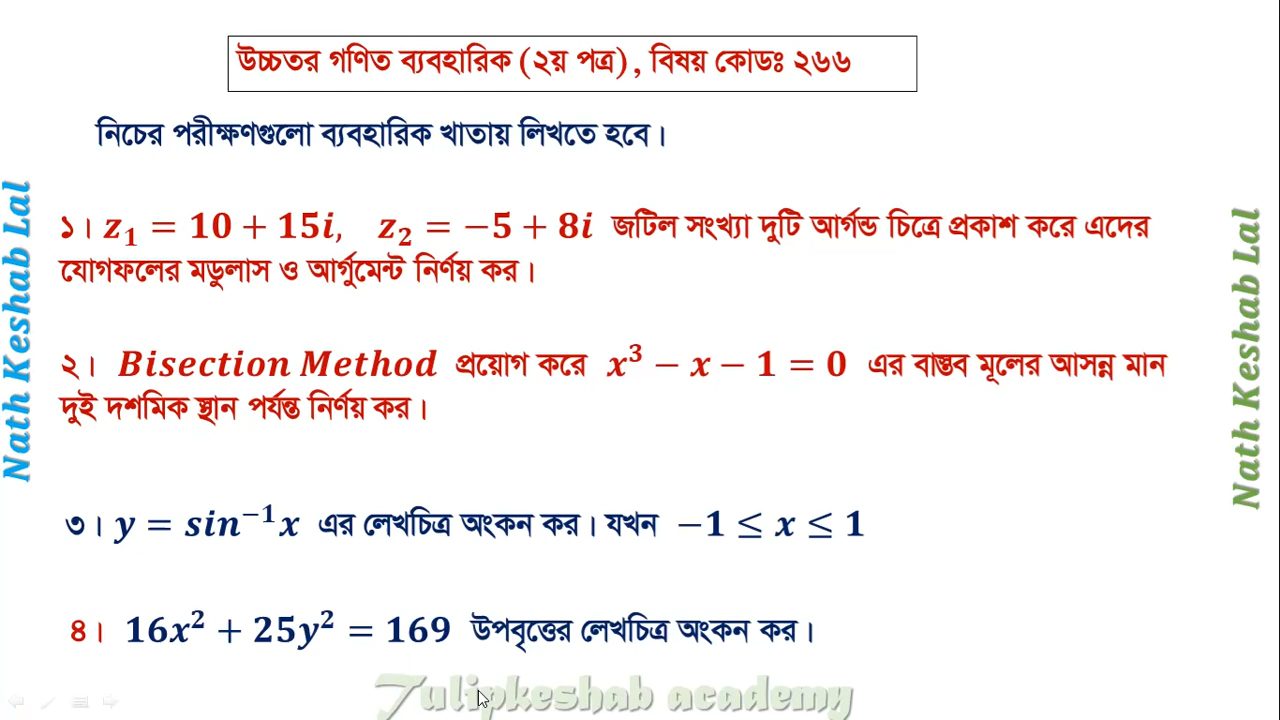 উচ্চতর গণিত ব্যবহারিক (২য় পত্র), বিষয় কোডঃ ২৬৬
নিচের পরীক্ষণগুলো ব্যবহারিক খাতায় লিখতে হবে।
১। z₁ = 10 + 15i, z₂ = −5 + 8i জটিল সংখ্যা দুটি আর্গন্ড চিত্রে প্রকাশ করে এদের
যোগফলের মডুলাস ও আর্গুমেন্ট নির্ণয় কর।
২। Bisection Method প্রয়োগ করে x³ − x − 1 = 0 এর বাস্তব মূলের আসন্ন মান
দুই দশমিক স্থান পর্যন্ত নির্ণয় কর।
৩। y = sin⁻¹x এর লেখচিত্র অংকন কর। যখন −1 ≤ x ≤ 1
৪। 16x² + 25y² = 169 উপবৃত্তের লেখচিত্র অংকন কর।
Nath Keshab Lal
Nath Keshab Lal
Tulipkeshab academy